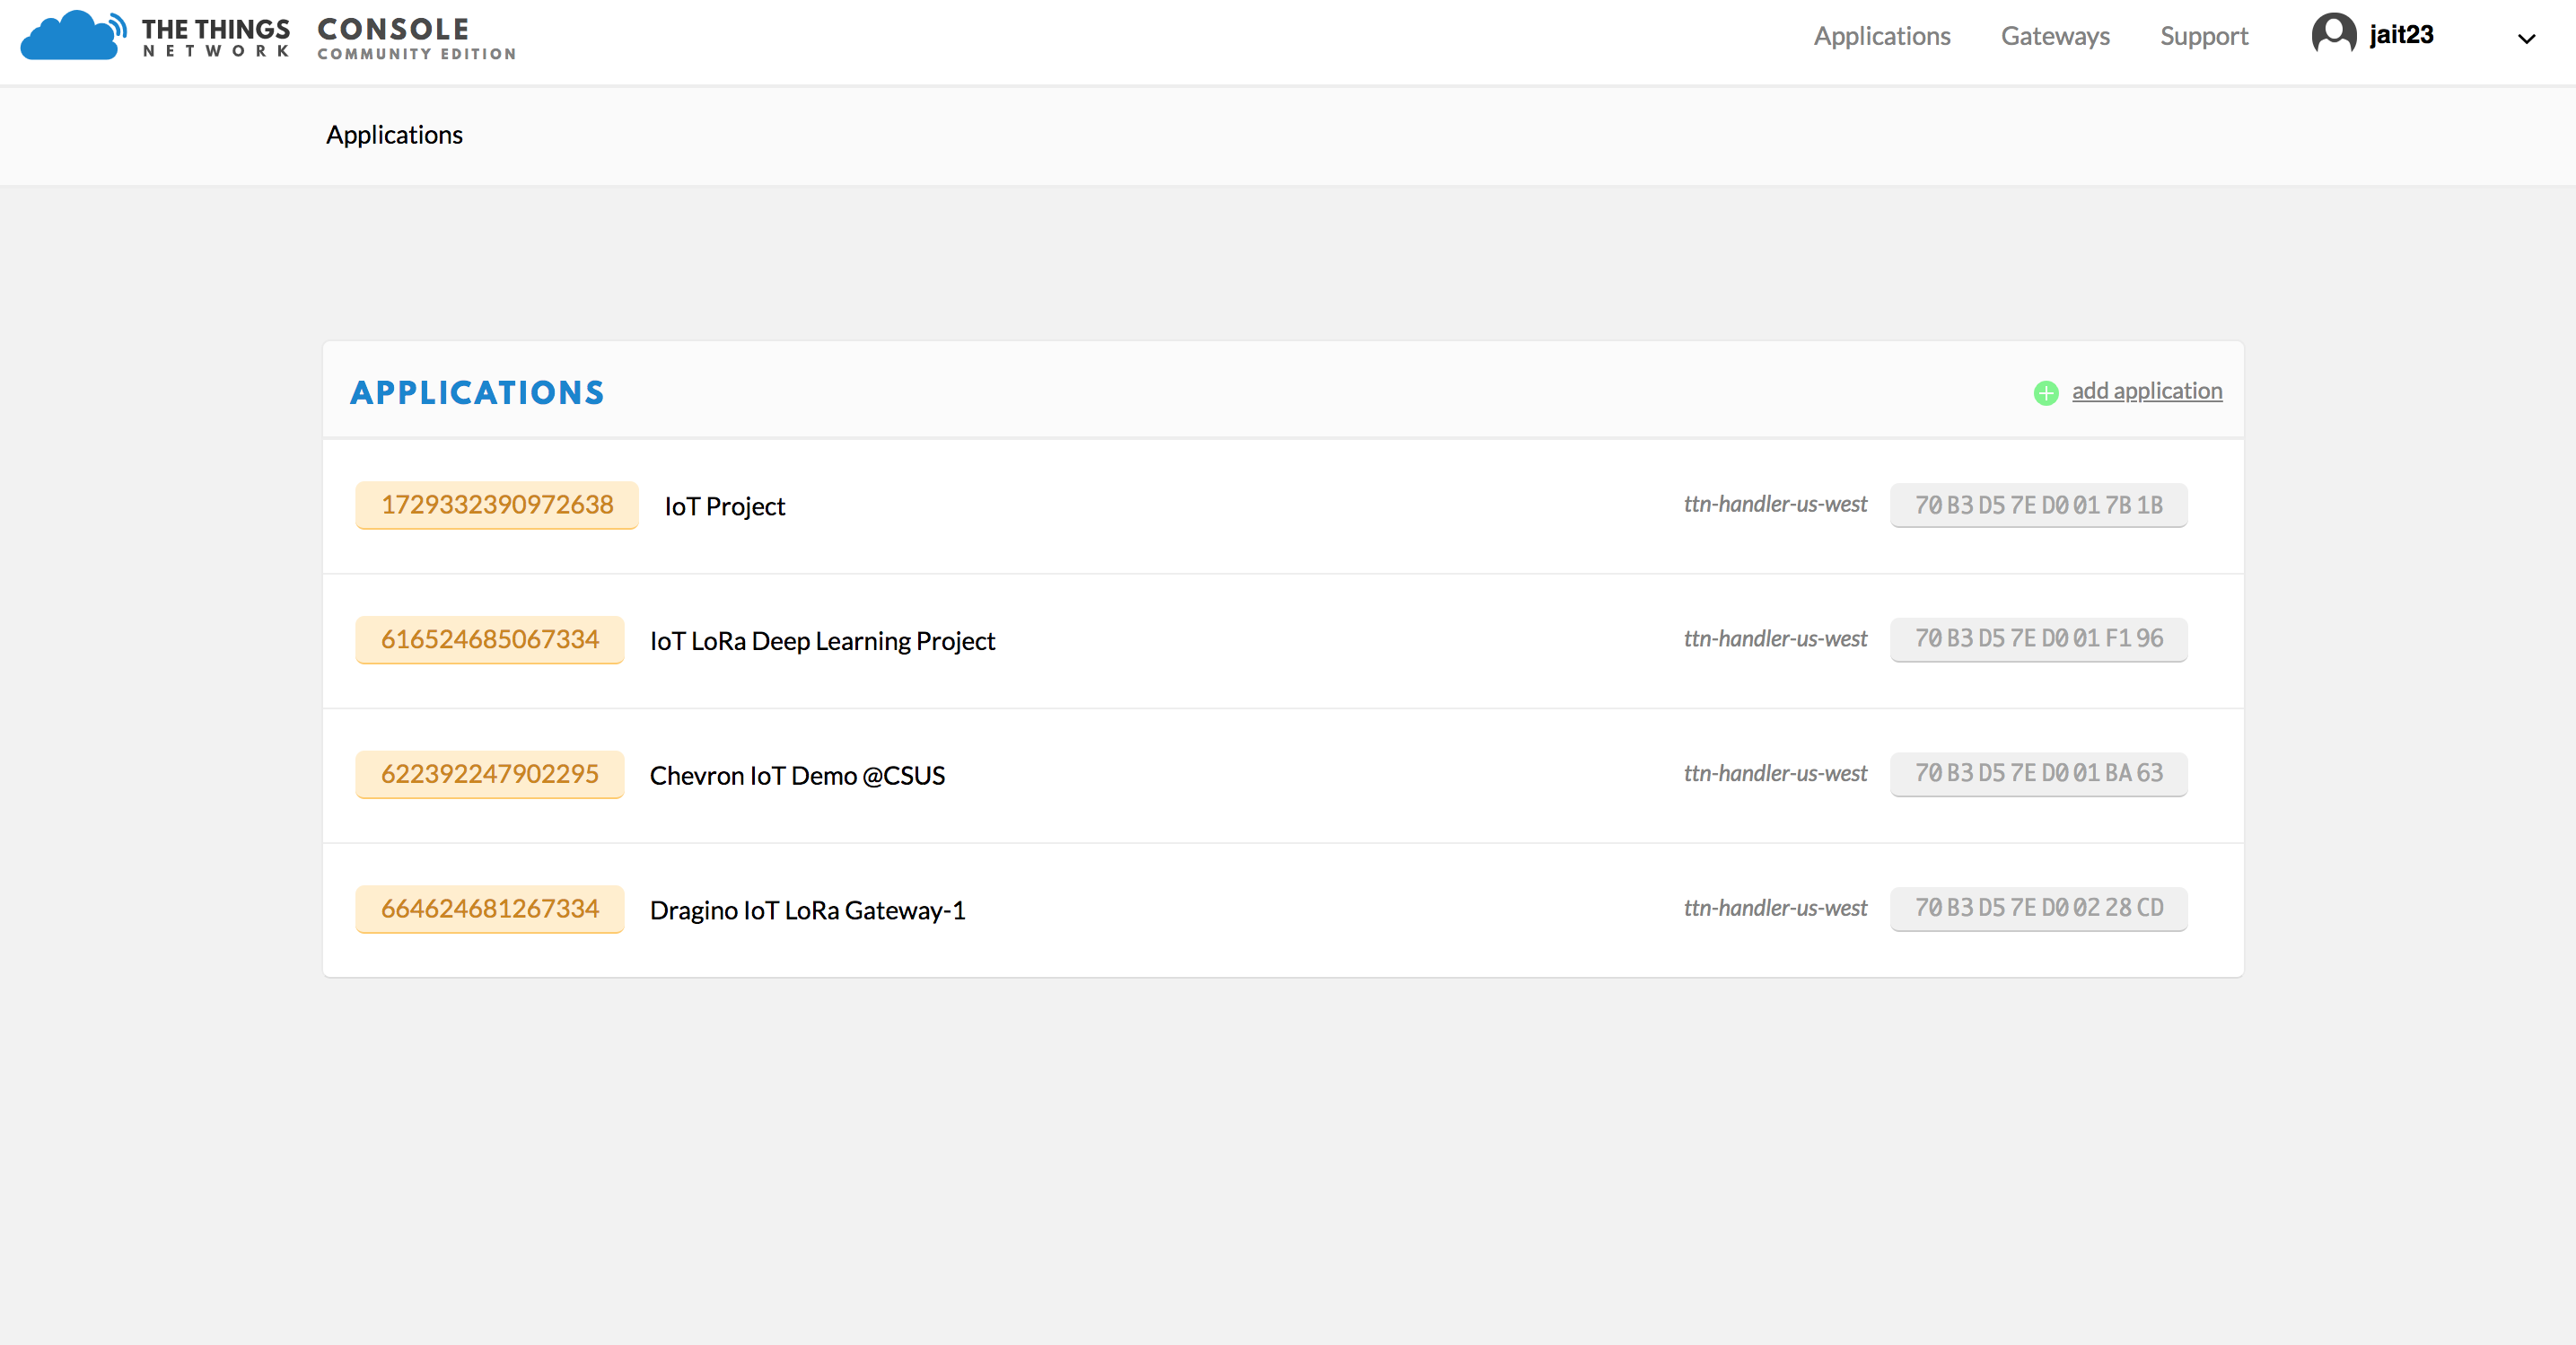 THE THINGS NETWORK CONSOLE COMMUNITY EDITION
Applications Gateways Support jait23
Applications
APPLICATIONS add application
1729332390972638 IoT Project ttn-handler-us-west 70 B3 D5 7E D0 01 7B 1B
616524685067334 IoT LoRa Deep Learning Project ttn-handler-us-west 70 B3 D5 7E D0 01 F1 96
622392247902295 Chevron IoT Demo @CSUS ttn-handler-us-west 70 B3 D5 7E D0 01 BA 63
664624681267334 Dragino IoT LoRa Gateway-1 ttn-handler-us-west 70 B3 D5 7E D0 02 28 CD